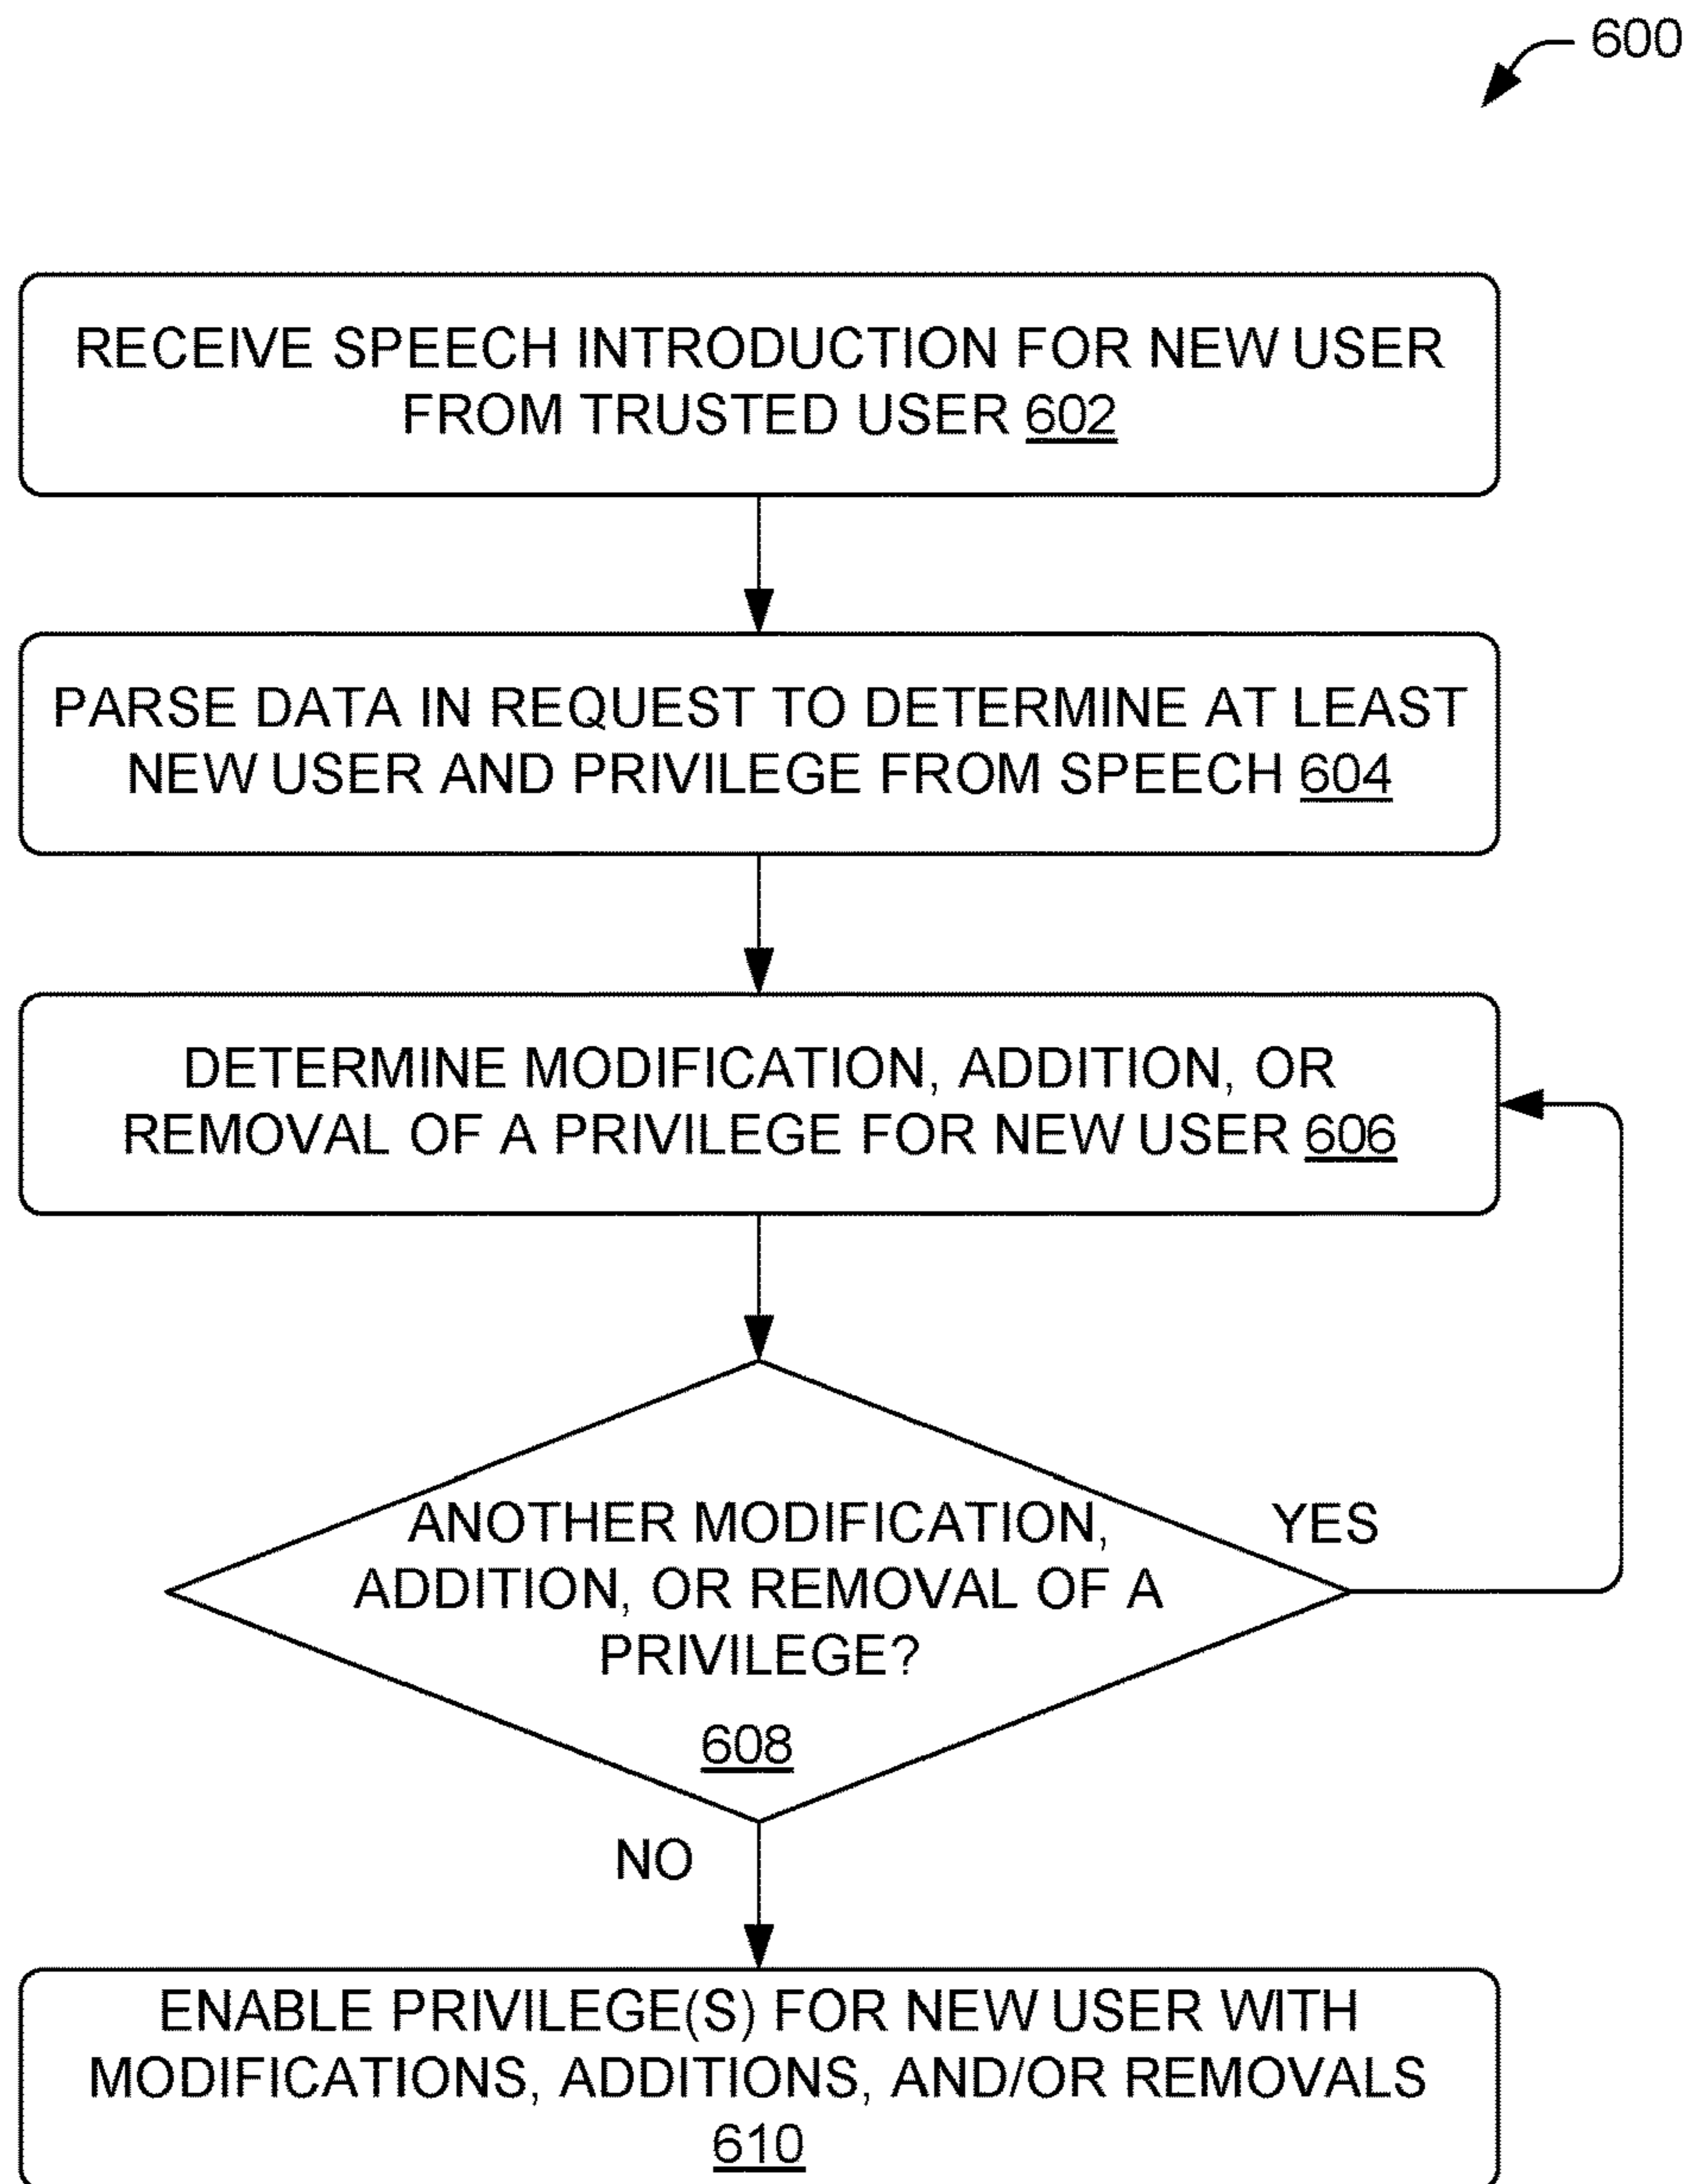 600
RECEIVE SPEECH INTRODUCTION FOR NEW USER
FROM TRUSTED USER 602
PARSE DATA IN REQUEST TO DETERMINE AT LEAST
NEW USER AND PRIVILEGE FROM SPEECH 604
DETERMINE MODIFICATION, ADDITION, OR
REMOVAL OF A PRIVILEGE FOR NEW USER 606
ANOTHER MODIFICATION,
ADDITION, OR REMOVAL OF A
PRIVILEGE?
608
YES
NO
ENABLE PRIVILEGE(S) FOR NEW USER WITH
MODIFICATIONS, ADDITIONS, AND/OR REMOVALS
610